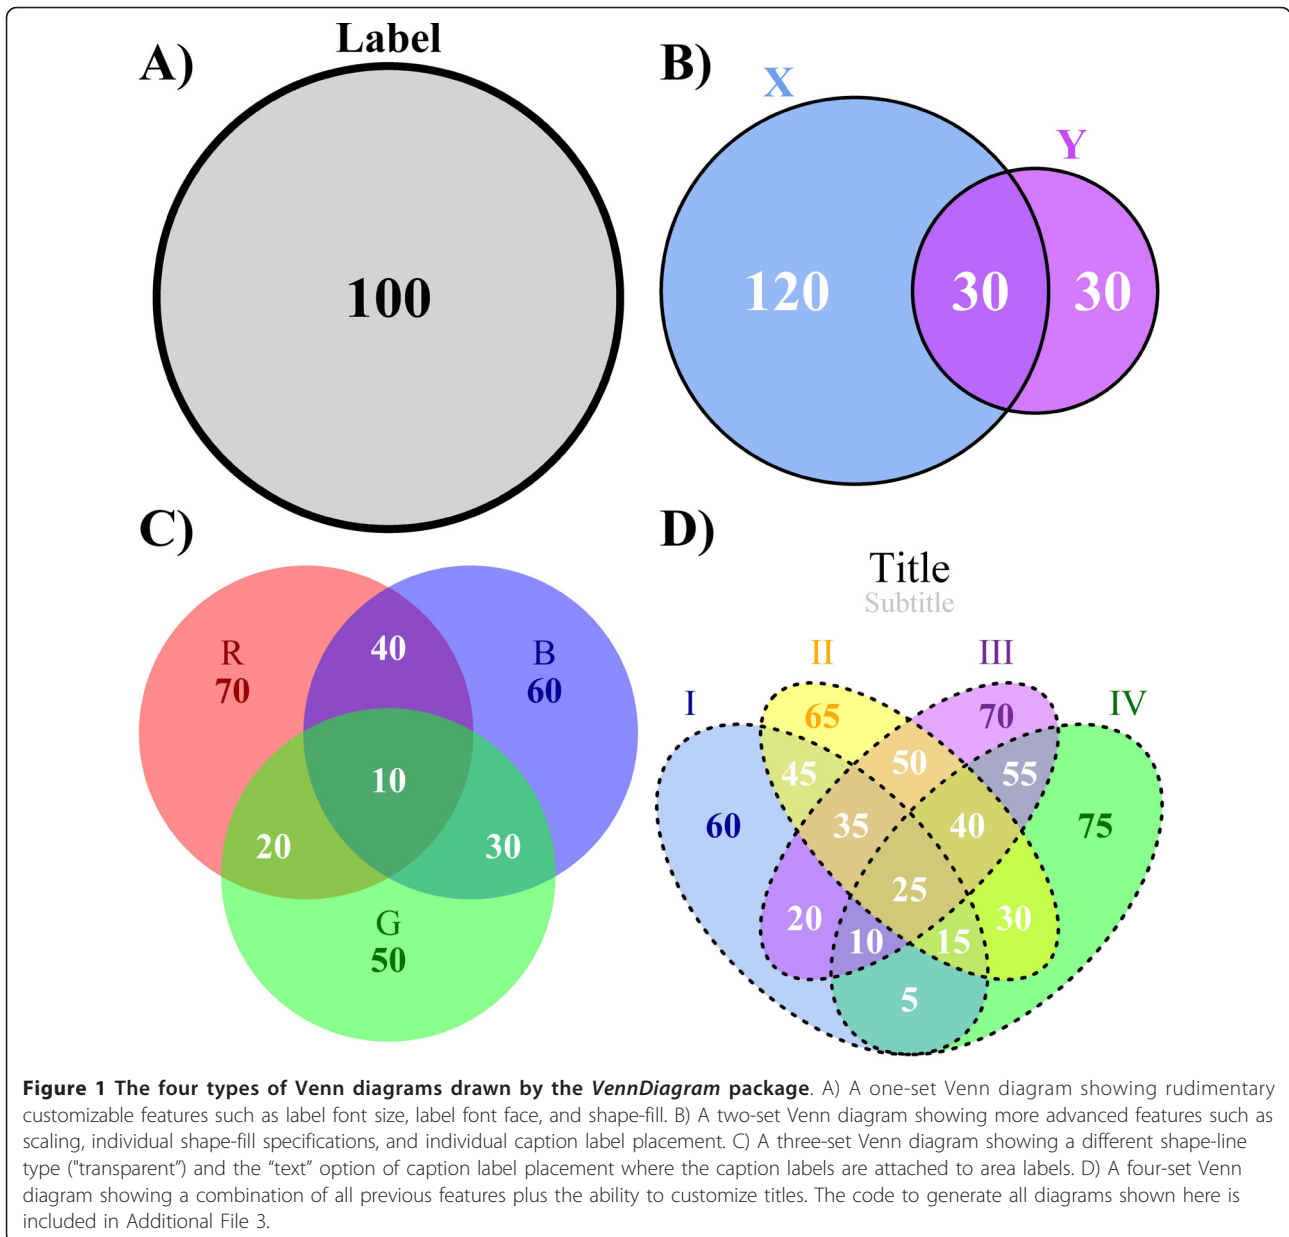 A)
Label
100
B)
X
Y
120
30
30
C)
R
70
40
B
60
10
20
30
G
50
D)
Title
Subtitle
I
II
III
IV
65
70
45
50
55
60
35
40
75
25
20
10
15
30
5
Figure 1 The four types of Venn diagrams drawn by the VennDiagram package. A) A one-set Venn diagram showing rudimentary
customizable features such as label font size, label font face, and shape-fill. B) A two-set Venn diagram showing more advanced features such as
scaling, individual shape-fill specifications, and individual caption label placement. C) A three-set Venn diagram showing a different shape-line
type ("transparent") and the “text” option of caption label placement where the caption labels are attached to area labels. D) A four-set Venn
diagram showing a combination of all previous features plus the ability to customize titles. The code to generate all diagrams shown here is
included in Additional File 3.